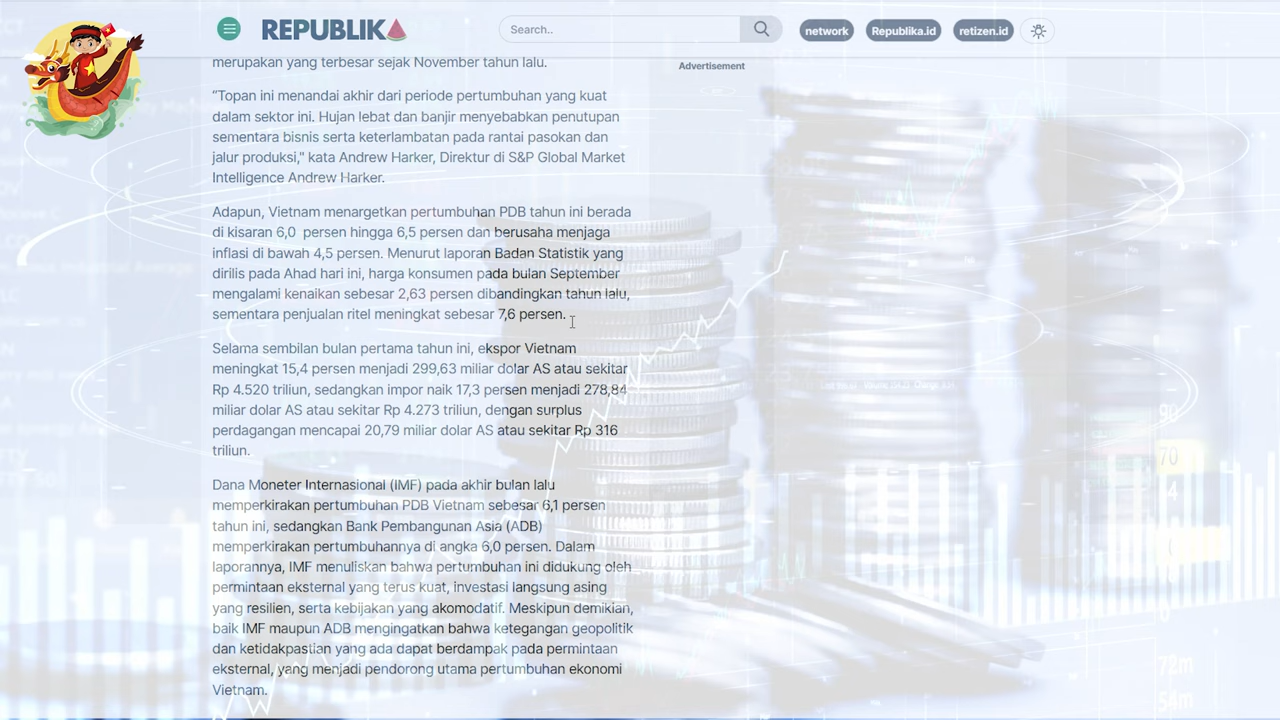 REPUBLIKA
Search..
network
Republika.id
retizen.id
merupakan yang terbesar sejak November tahun lalu.
Advertisement
“Topan ini menandai akhir dari periode pertumbuhan yang kuat
dalam sektor ini. Hujan lebat dan banjir menyebabkan penutupan
sementara bisnis serta keterlambatan pada rantai pasokan dan
jalur produksi," kata Andrew Harker, Direktur di S&P Global Market
Intelligence Andrew Harker.
Adapun, Vietnam menargetkan pertumbuhan PDB tahun ini berada
di kisaran 6,0 persen hingga 6,5 persen dan berusaha menjaga
inflasi di bawah 4,5 persen. Menurut laporan Badan Statistik yang
dirilis pada Ahad hari ini, harga konsumen pada bulan September
mengalami kenaikan sebesar 2,63 persen dibandingkan tahun lalu,
sementara penjualan ritel meningkat sebesar 7,6 persen.
Selama sembilan bulan pertama tahun ini, ekspor Vietnam
meningkat 15,4 persen menjadi 299,63 miliar dolar AS atau sekitar
Rp 4.520 triliun, sedangkan impor naik 17,3 persen menjadi 278,84
miliar dolar AS atau sekitar Rp 4.273 triliun, dengan surplus
perdagangan mencapai 20,79 miliar dolar AS atau sekitar Rp 316
triliun.
Dana Moneter Internasional (IMF) pada akhir bulan lalu
memperkirakan pertumbuhan PDB Vietnam sebesar 6,1 persen
tahun ini, sedangkan Bank Pembangunan Asia (ADB)
memperkirakan pertumbuhannya di angka 6,0 persen. Dalam
laporannya, IMF menuliskan bahwa pertumbuhan ini didukung oleh
permintaan eksternal yang terus kuat, investasi langsung asing
yang resilien, serta kebijakan yang akomodatif. Meskipun demikian,
baik IMF maupun ADB mengingatkan bahwa ketegangan geopolitik
dan ketidakpastian yang ada dapat berdampak pada permintaan
eksternal, yang menjadi pendorong utama pertumbuhan ekonomi
Vietnam.
90
70
72m
54m